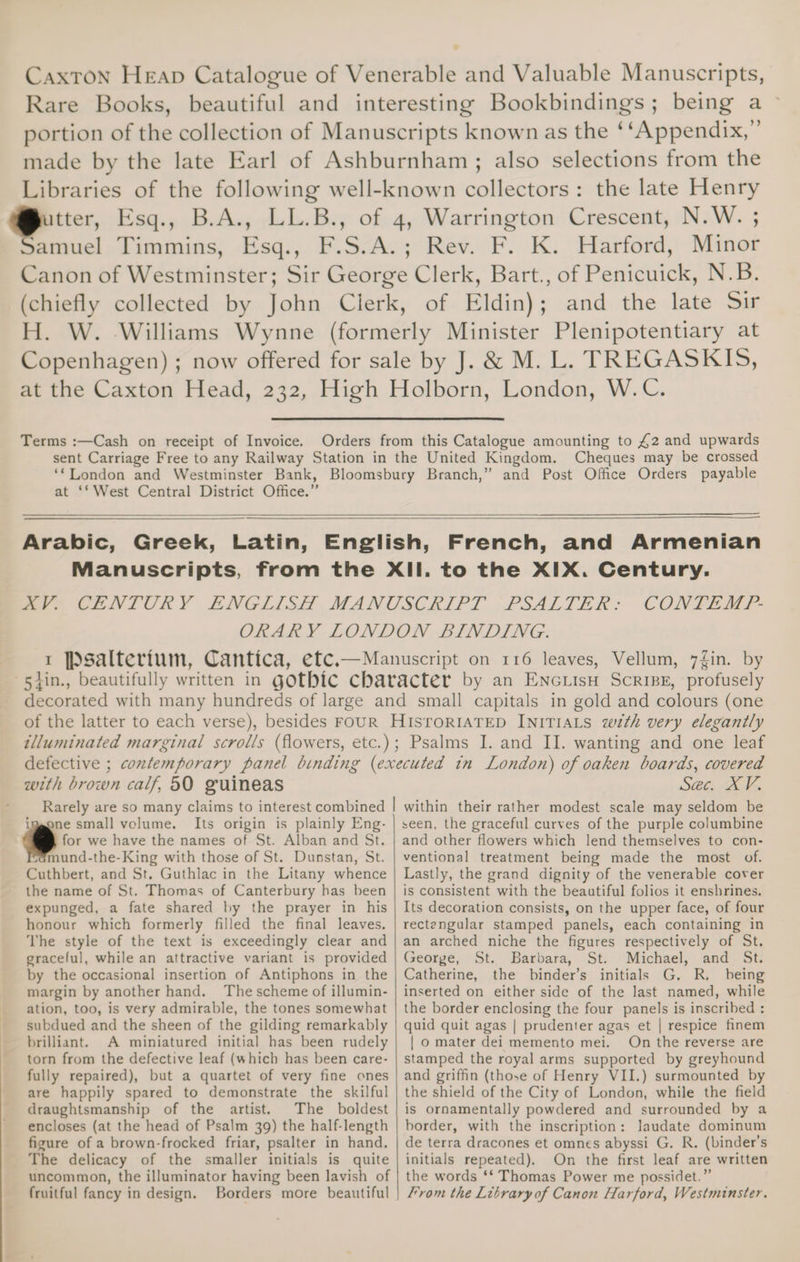 CAXTON HEAD Catalogue of Venerable and Valuable Manuscripts,
Rare Books, beautiful and interesting Bookbindings; being a
portion of the collection of Manuscripts known as the ‘‘Appendix,”
made by the late Earl of Ashburnham; also selections from the
Libraries of the following well-known collectors: the late Henry
utter, Esq., B.A., LL.B., of 4, Warrington Crescent, N.W.;
Samuel Timmins, Esq., F.S.A.; Rev. F. K. Harford, Minor
Canon of Westminster; Sir George Clerk, Bart., of Penicuick, N.B.
(chiefly collected by John Clerk, of Eldin); and the late Sir
H. W. Williams Wynne (formerly Minister Plenipotentiary at
Copenhagen); now offered for sale by J. & M. L. TREGASKIS,
at the Caxton Head, 232, High Holborn, London, W.C.
Terms:—Cash on receipt of Invoice. Orders from this Catalogue amounting to £2 and upwards
sent Carriage Free to any Railway Station in the United Kingdom. Cheques may be crossed
‘‘London and Westminster Bank, Bloomsbury Branch,” and Post Office Orders payable
at ‘‘West Central District Office.”
Arabic, Greek, Latin, English, French, and Armenian
Manuscripts, from the XII. to the XIX. Century.
XV. CENTURY ENGLISH MANUSCRIPT PSALTER: CONTEMP-
ORARY LONDON BINDING.
1 Psalterium, Cantica, etc.—Manuscript on 116 leaves, Vellum, 7¾in. by
5¼in., beautifully written in gothic character by an ENGLISH SCRIBE, profusely
decorated with many hundreds of large and small capitals in gold and colours (one
of the latter to each verse), besides FOUR HISTORIATED INITIALS with very elegantly
illuminated marginal scrolls (flowers, etc.); Psalms I. and II. wanting and one leaf
defective; contemporary panel binding (executed in London) of oaken boards, covered
with brown calf, 50 guineas Sæc. XV.
Rarely are so many claims to interest combined
in one small volume. Its origin is plainly Eng-
for we have the names of St. Alban and St.
Edmund-the-King with those of St. Dunstan, St.
Cuthbert, and St. Guthlac in the Litany whence
the name of St. Thomas of Canterbury has been
expunged, a fate shared by the prayer in his
honour which formerly filled the final leaves.
The style of the text is exceedingly clear and
graceful, while an attractive variant is provided
by the occasional insertion of Antiphons in the
margin by another hand. The scheme of illumin-
ation, too, is very admirable, the tones somewhat
subdued and the sheen of the gilding remarkably
brilliant. A miniatured initial has been rudely
torn from the defective leaf (which has been care-
fully repaired), but a quartet of very fine ones
are happily spared to demonstrate the skilful
draughtsmanship of the artist. The boldest
encloses (at the head of Psalm 39) the half-length
figure of a brown-frocked friar, psalter in hand.
The delicacy of the smaller initials is quite
uncommon, the illuminator having been lavish of
fruitful fancy in design. Borders more beautiful
within their rather modest scale may seldom be
seen, the graceful curves of the purple columbine
and other flowers which lend themselves to con-
ventional treatment being made the most of.
Lastly, the grand dignity of the venerable cover
is consistent with the beautiful folios it enshrines.
Its decoration consists, on the upper face, of four
rectangular stamped panels, each containing in
an arched niche the figures respectively of St.
George, St. Barbara, St. Michael, and St.
Catherine, the binder's initials G. R. being
inserted on either side of the last named, while
the border enclosing the four panels is inscribed:
quid quit agas | prudenter agas et | respice finem
| o mater dei memento mei. On the reverse are
stamped the royal arms supported by greyhound
and griffin (those of Henry VII.) surmounted by
the shield of the City of London, while the field
is ornamentally powdered and surrounded by a
border, with the inscription: laudate dominum
de terra dracones et omnes abyssi G. R. (binder's
initials repeated). On the first leaf are written
the words ‘‘Thomas Power me possidet.”
From the Library of Canon Harford, Westminster.